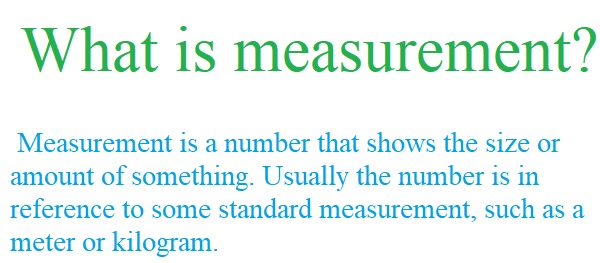 What is measurement?
Measurement is a number that shows the size or
amount of something. Usually the number is in
reference to some standard measurement, such as a
meter or kilogram.